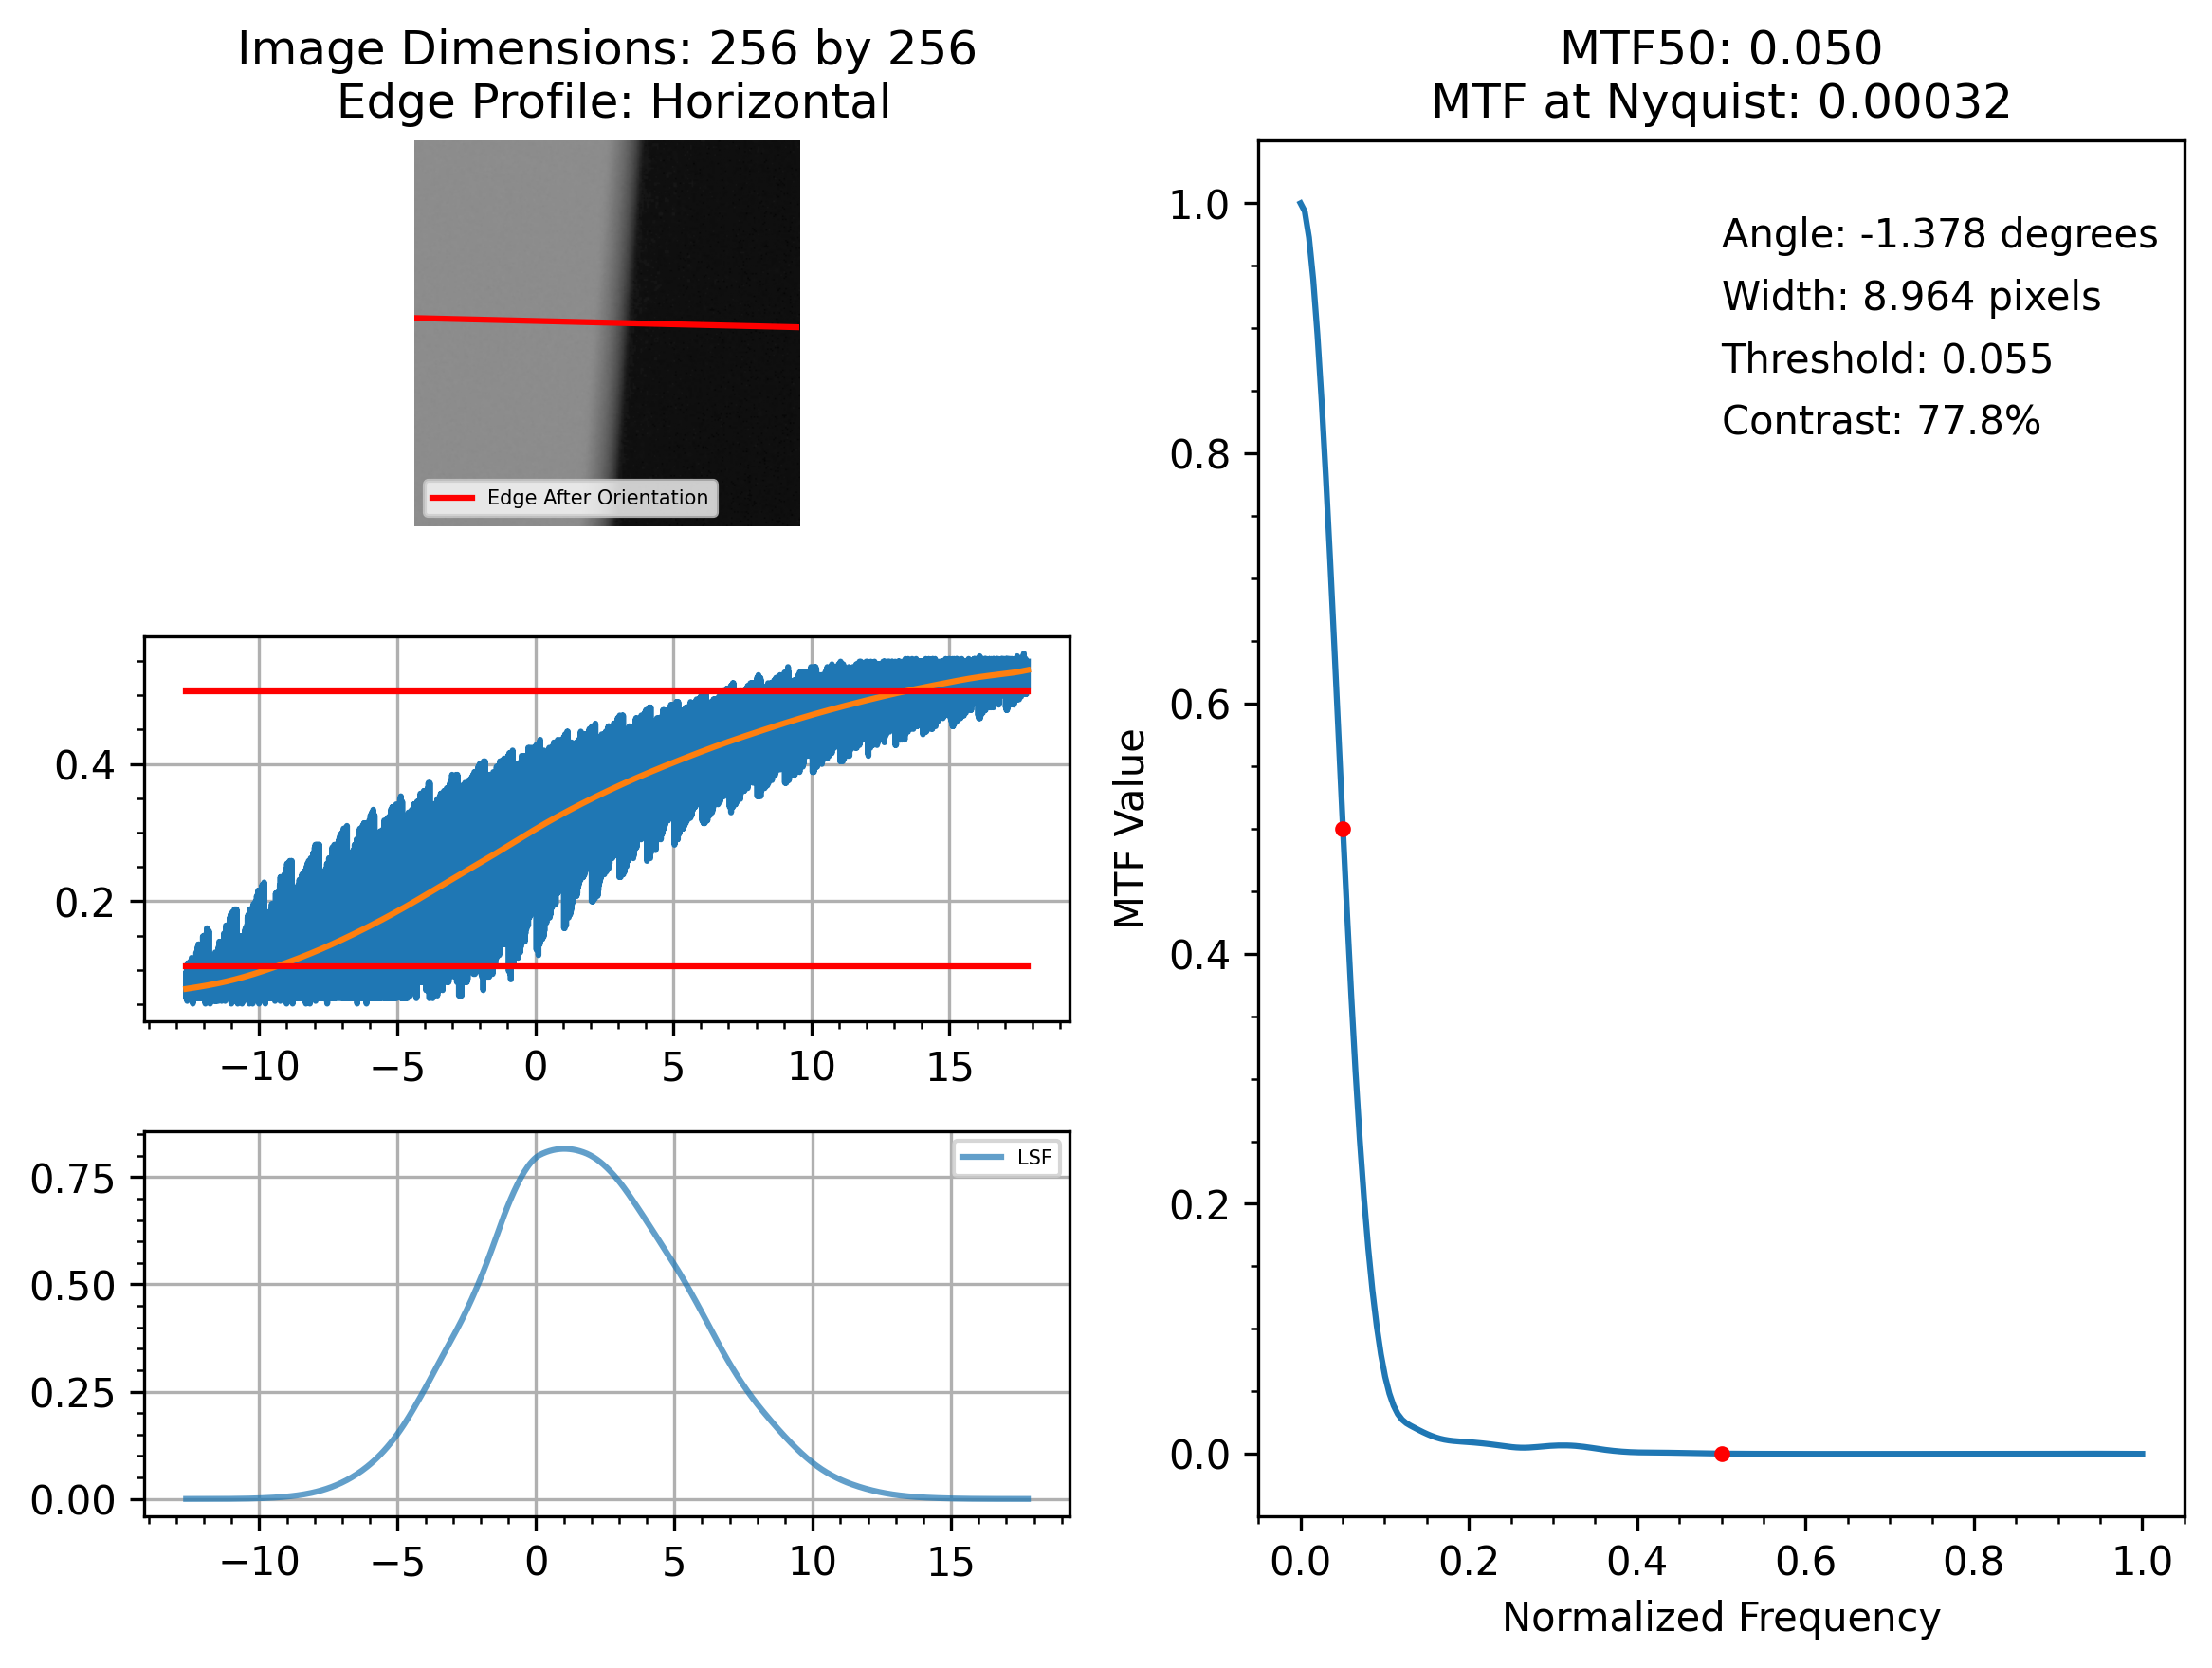 Image Dimensions: 256 by 256
Edge Profile: Horizontal
Edge After Orientation
0.4
0.2
−10 −5 0 5 10 15
LSF
0.75
0.50
0.25
0.00
−10 −5 0 5 10 15
MTF50: 0.050
MTF at Nyquist: 0.00032
Angle: -1.378 degrees
Width: 8.964 pixels
Threshold: 0.055
Contrast: 77.8%
MTF Value
1.0
0.8
0.6
0.4
0.2
0.0
0.0 0.2 0.4 0.6 0.8 1.0
Normalized Frequency